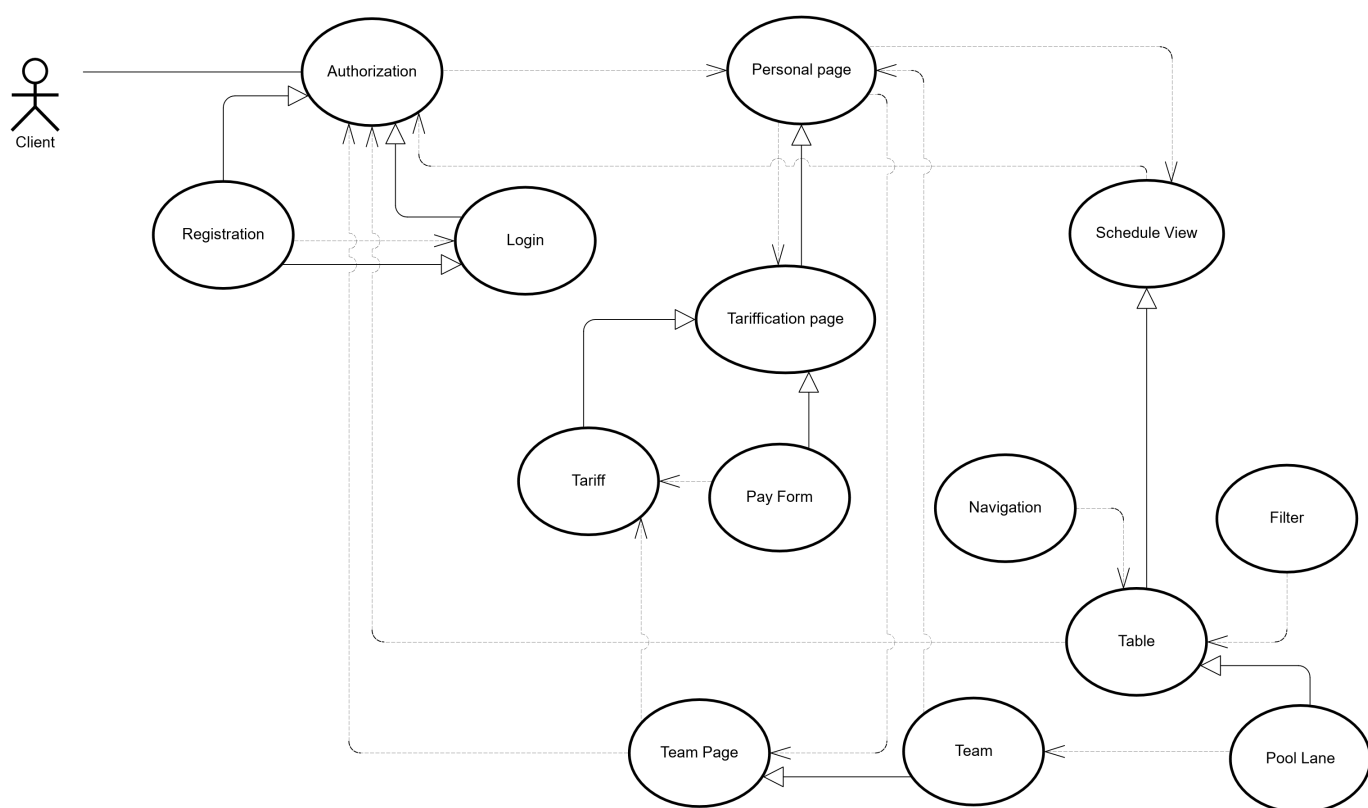 Authorization
Personal page
Client
Registration
Login
Schedule View
Tariffication page
Tariff
Pay Form
Navigation
Filter
Table
Team Page
Team
Pool Lane